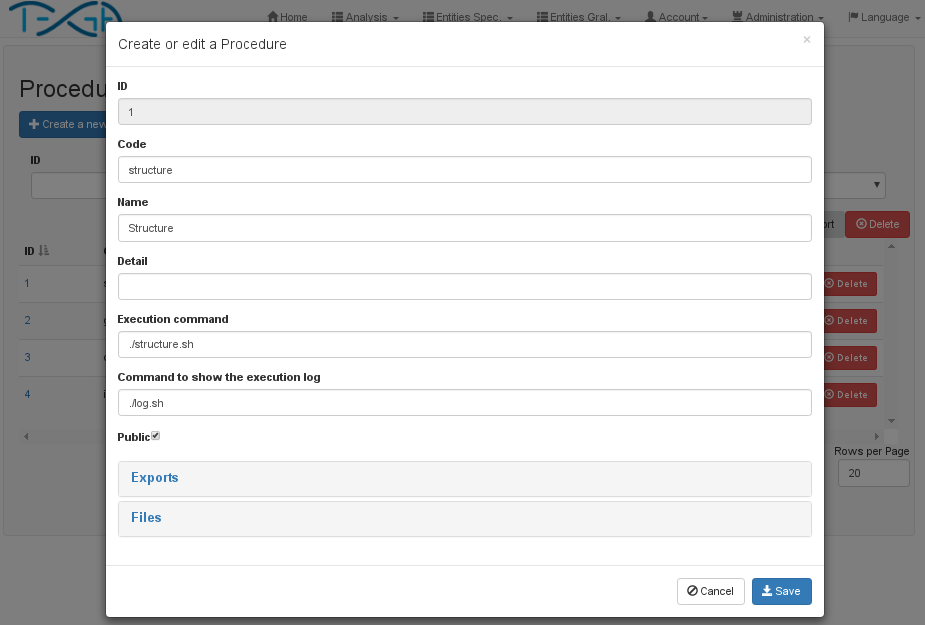 Home Analysis Entities Spec. Entities Gral. Account Administration Language
Create or edit a Procedure
×
ID
1
Code
structure
Name
Structure
Detail
Execution command
./structure.sh
Command to show the execution log
./log.sh
Public
Exports
Files
Cancel Save
Create a new
ID
Delete
ID
1 Delete
2 Delete
3 Delete
4 Delete
Rows per Page
20